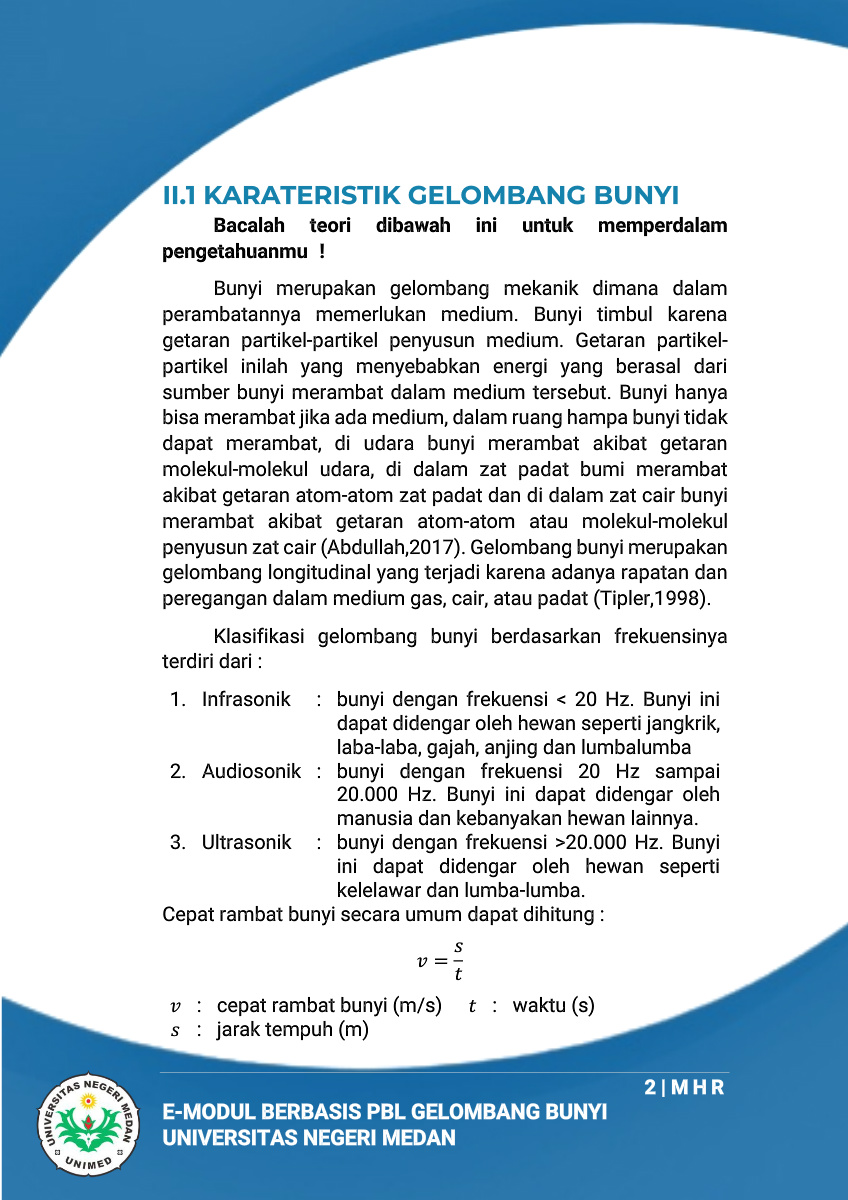 II.1 KARATERISTIK GELOMBANG BUNYI
Bacalah teori dibawah ini untuk memperdalam
pengetahuanmu !
Bunyi merupakan gelombang mekanik dimana dalam
perambatannya memerlukan medium. Bunyi timbul karena
getaran partikel-partikel penyusun medium. Getaran partikel-
partikel inilah yang menyebabkan energi yang berasal dari
sumber bunyi merambat dalam medium tersebut. Bunyi hanya
bisa merambat jika ada medium, dalam ruang hampa bunyi tidak
dapat merambat, di udara bunyi merambat akibat getaran
molekul-molekul udara, di dalam zat padat bumi merambat
akibat getaran atom-atom zat padat dan di dalam zat cair bunyi
merambat akibat getaran atom-atom atau molekul-molekul
penyusun zat cair (Abdullah,2017). Gelombang bunyi merupakan
gelombang longitudinal yang terjadi karena adanya rapatan dan
peregangan dalam medium gas, cair, atau padat (Tipler,1998).
Klasifikasi gelombang bunyi berdasarkan frekuensinya
terdiri dari :
1. Infrasonik : bunyi dengan frekuensi < 20 Hz. Bunyi ini
dapat didengar oleh hewan seperti jangkrik,
laba-laba, gajah, anjing dan lumbalumba
2. Audiosonik : bunyi dengan frekuensi 20 Hz sampai
20.000 Hz. Bunyi ini dapat didengar oleh
manusia dan kebanyakan hewan lainnya.
3. Ultrasonik : bunyi dengan frekuensi >20.000 Hz. Bunyi
ini dapat didengar oleh hewan seperti
kelelawar dan lumba-lumba.
Cepat rambat bunyi secara umum dapat dihitung :
v = s/t
v : cepat rambat bunyi (m/s) t : waktu (s)
s : jarak tempuh (m)
2 | M H R
E-MODUL BERBASIS PBL GELOMBANG BUNYI
UNIVERSITAS NEGERI MEDAN
UNIVERSITAS NEGERI MEDAN
UNIMED